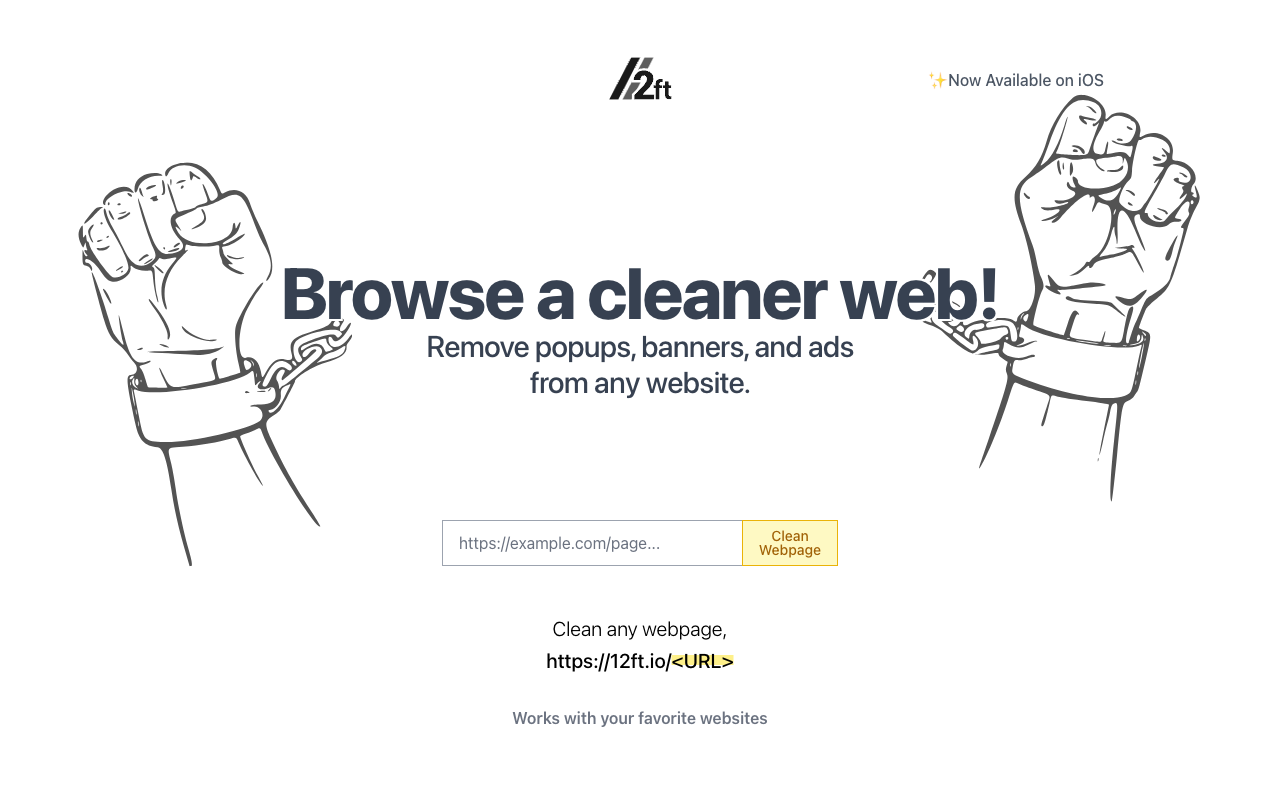 12ft
✨Now Available on iOS
Browse a cleaner web!
Remove popups, banners, and ads
from any website.
https://example.com/page...
Clean
Webpage
Clean any webpage,
https://12ft.io/<URL>
Works with your favorite websites